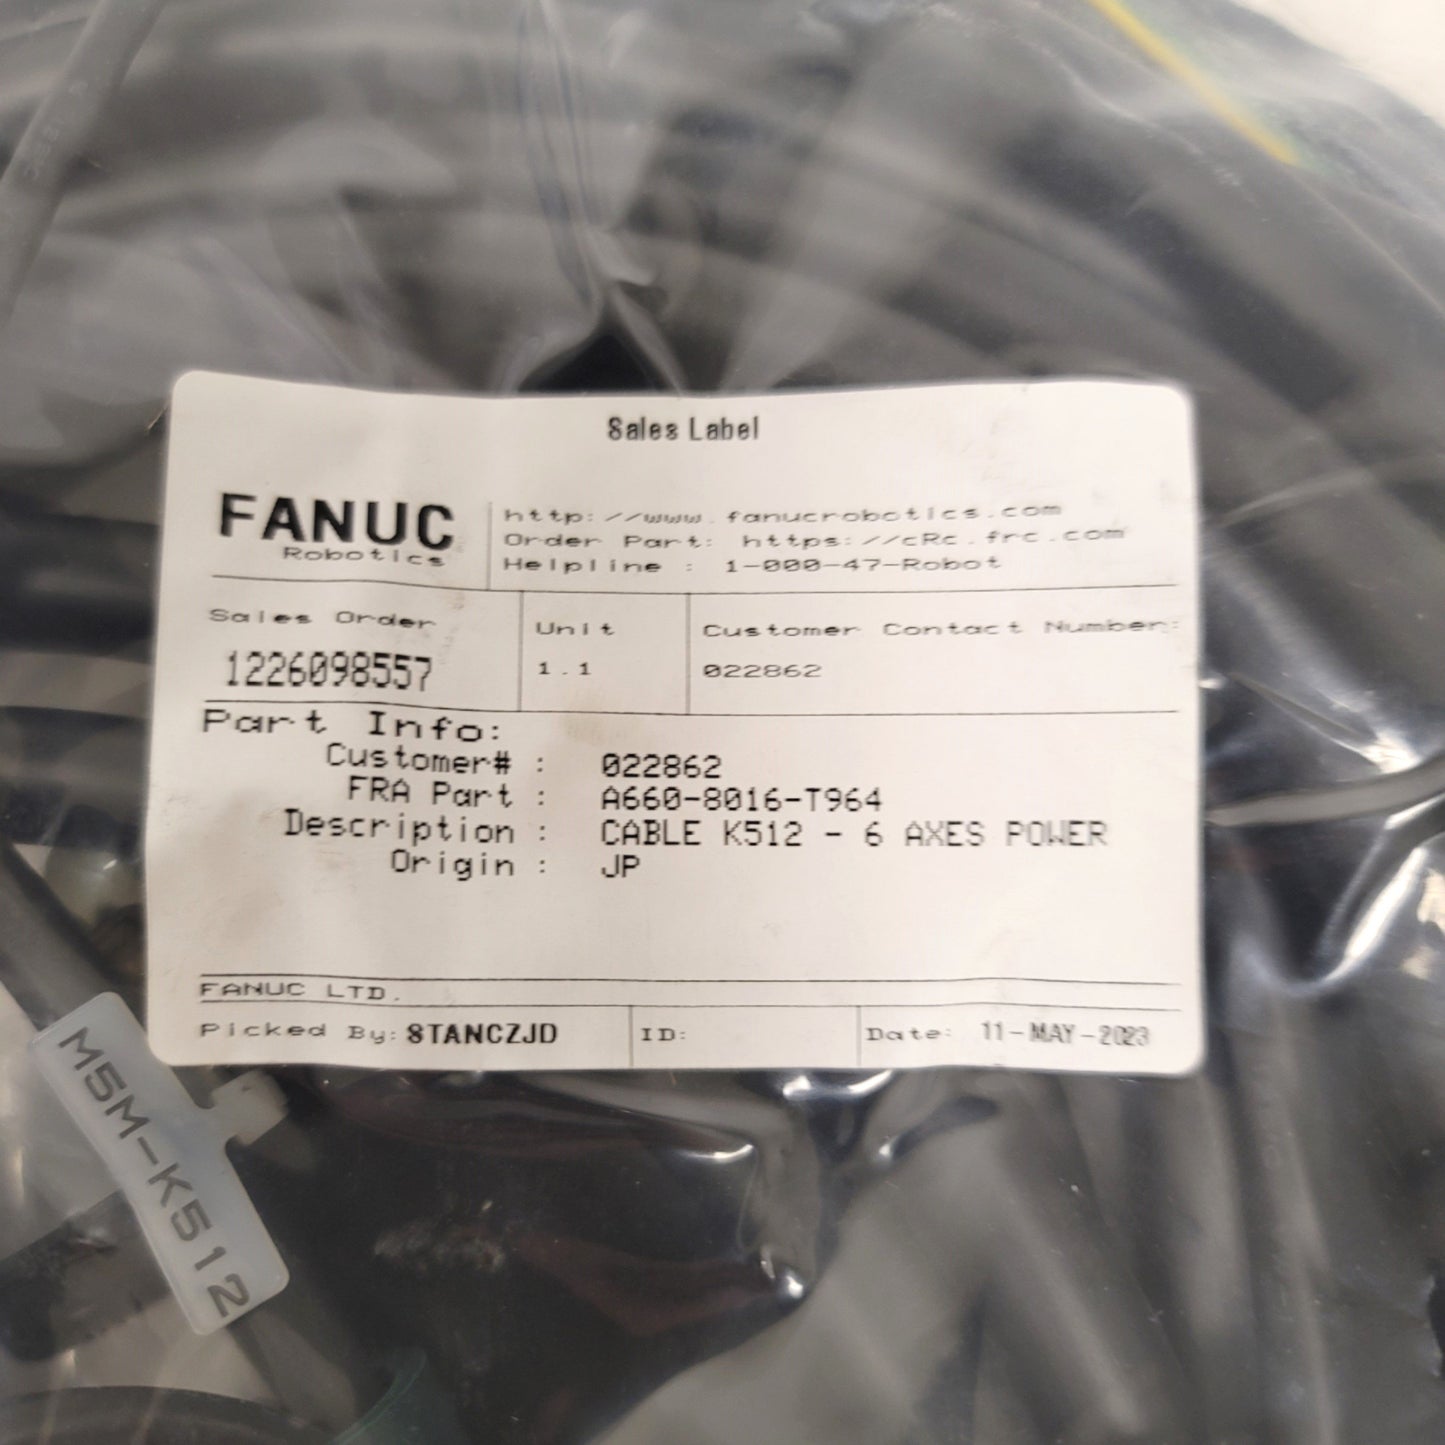 Sales Label
FANUC
Robotics
http://www.fanucrobotics.com
Order Part: https://cRc.frc.com
Helpline : 1-000-47-Robot
Sales Order
1226098557
Unit
1.1
Customer Contact Number:
022862
Part Info:
Customer# : 022862
FRA Part : A660-8016-T964
Description : CABLE K512 - 6 AXES POWER
Origin : JP
FANUC LTD.
Picked By: STANCZJD
ID:
Date: 11-MAY-2023
M5M-K512